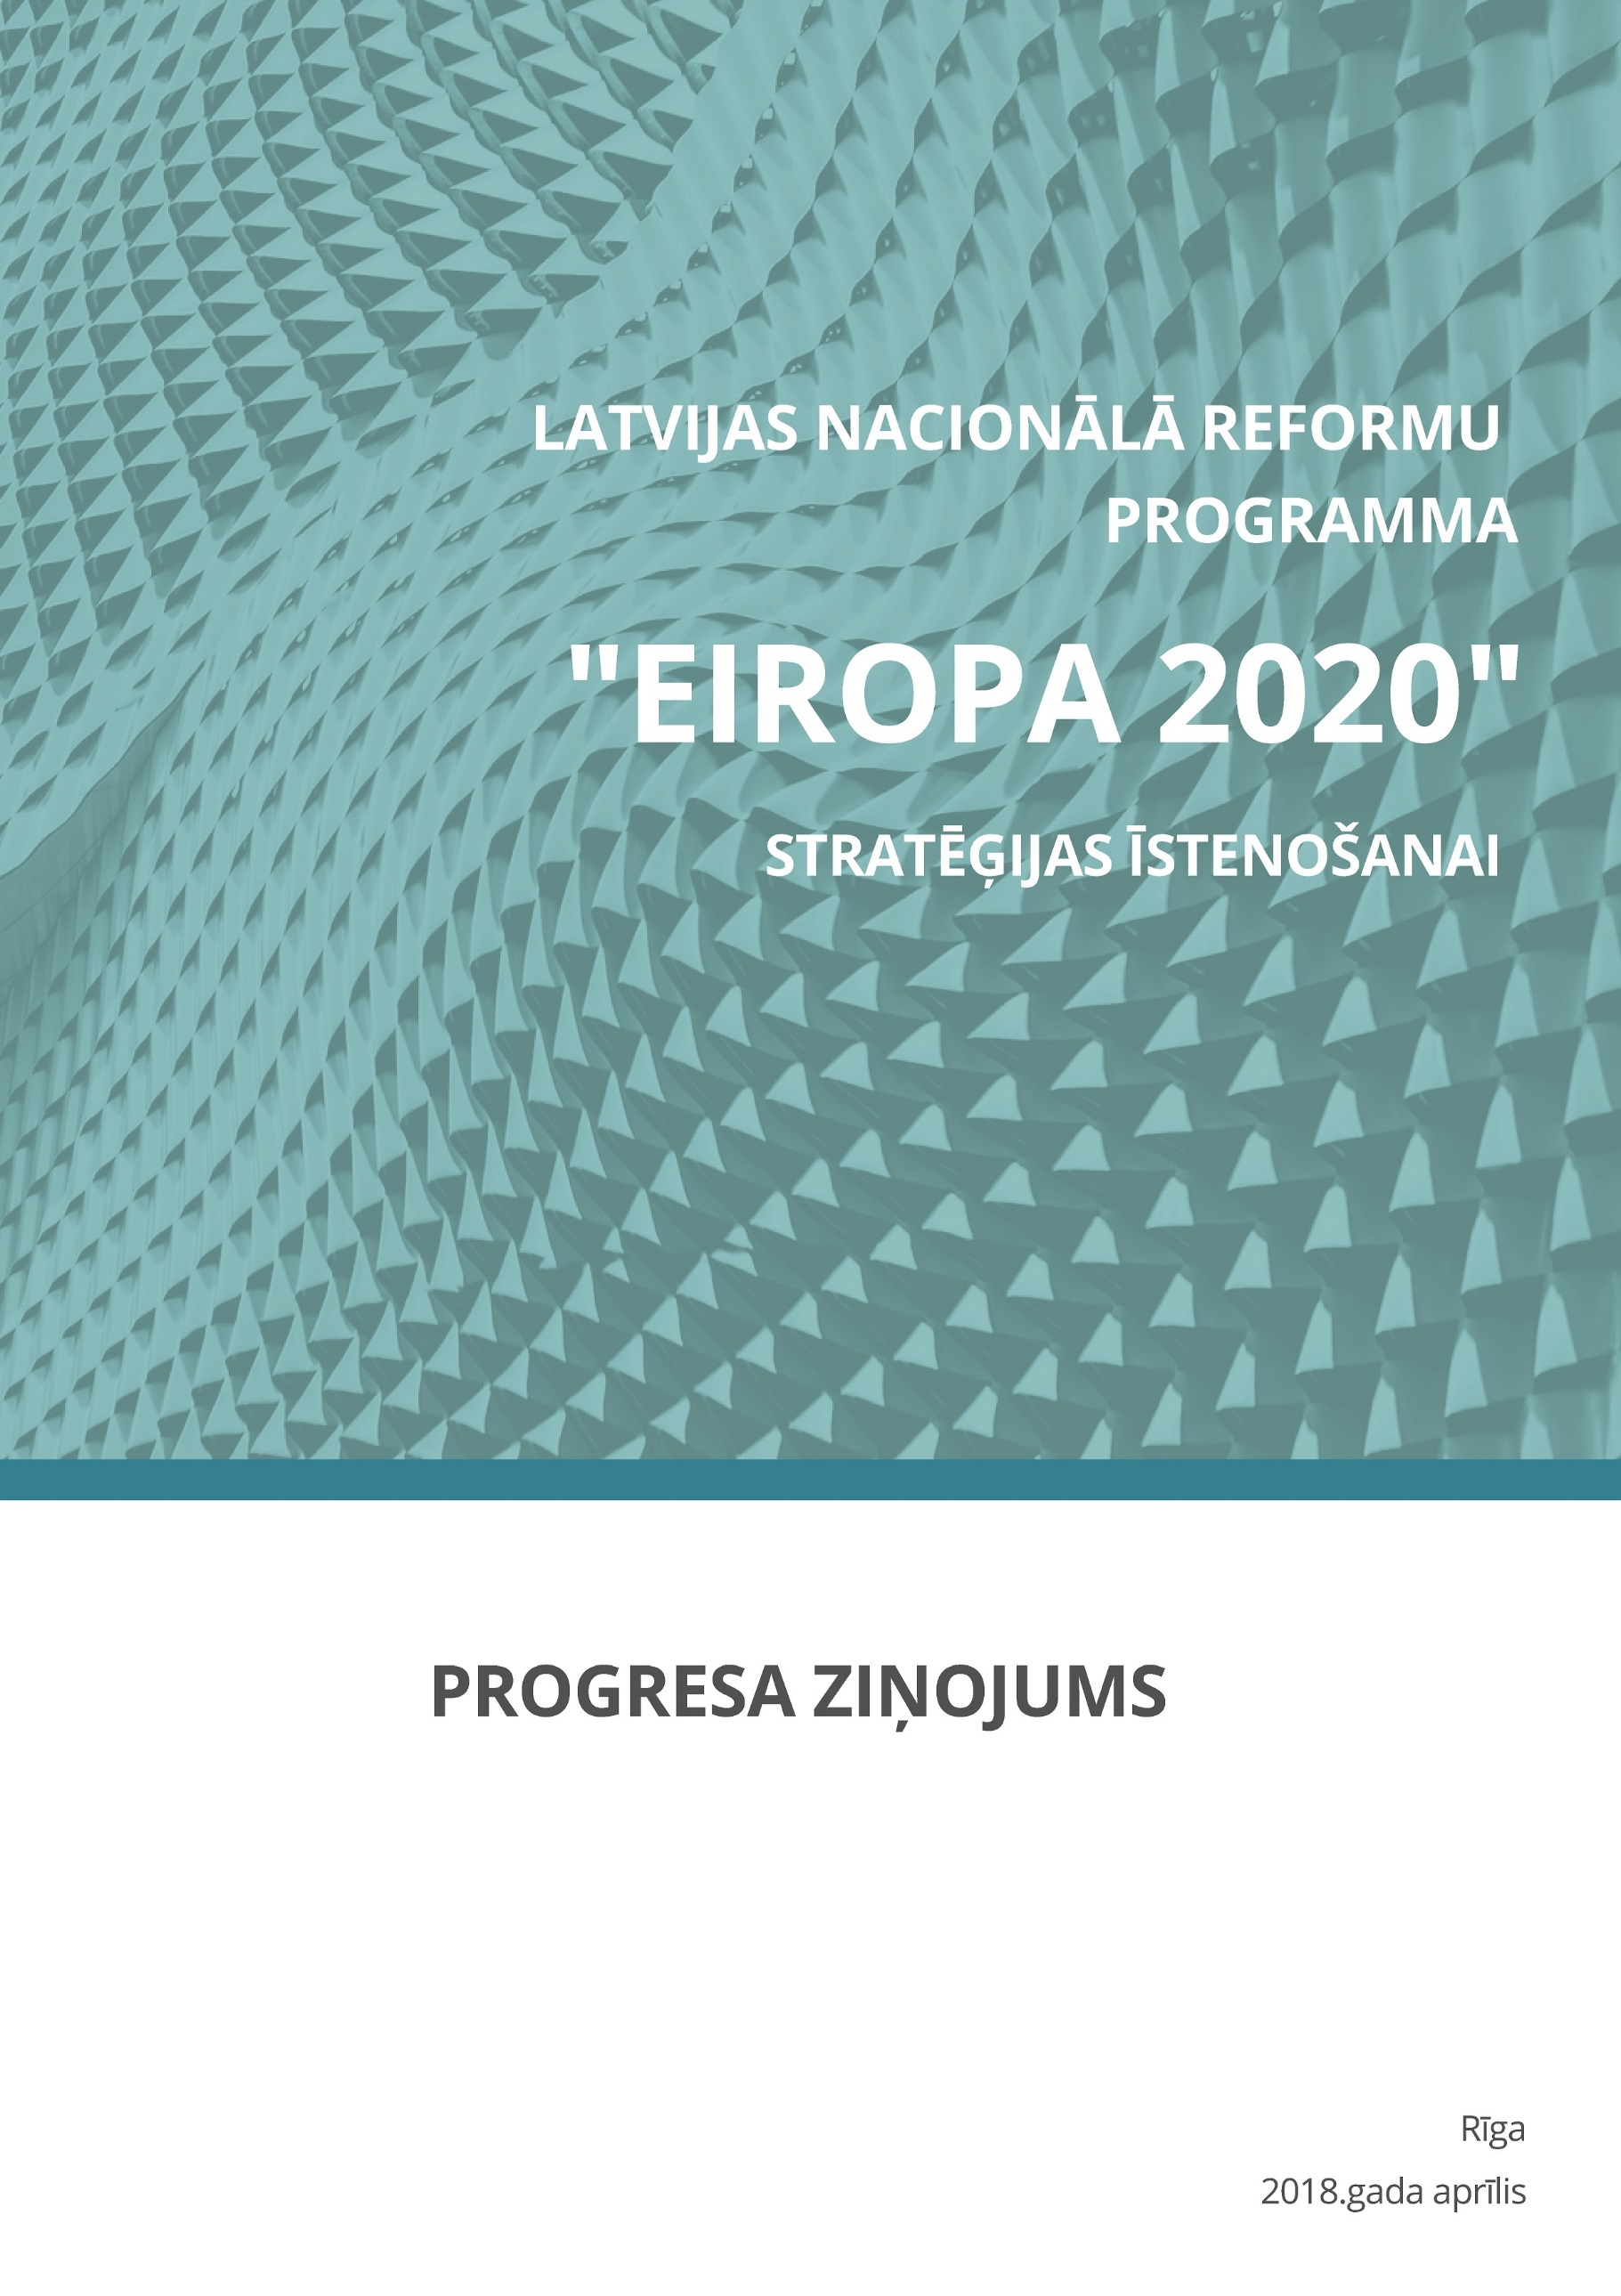 LATVIJAS NACIONĀLĀ REFORMU
PROGRAMMA
"EIROPA 2020"
STRATĒĢIJAS ĪSTENOŠANAI
PROGRESA ZIŅOJUMS
Rīga
2018.gada aprīlis